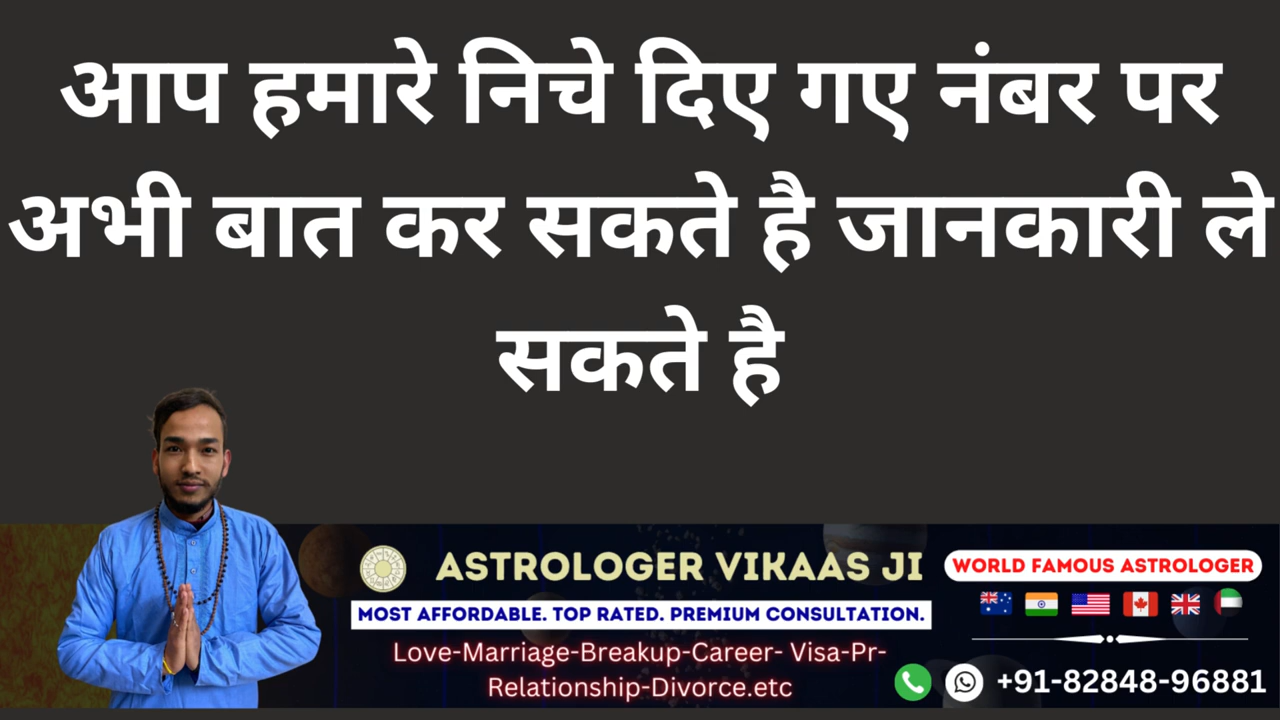 आप हमारे निचे दिए गए नंबर पर
अभी बात कर सकते है जानकारी ले
सकते है
ASTROLOGER VIKAAS JI
WORLD FAMOUS ASTROLOGER
MOST AFFORDABLE. TOP RATED. PREMIUM CONSULTATION.
Love-Marriage-Breakup-Career- Visa-Pr-
Relationship-Divorce.etc
+91-82848-96881